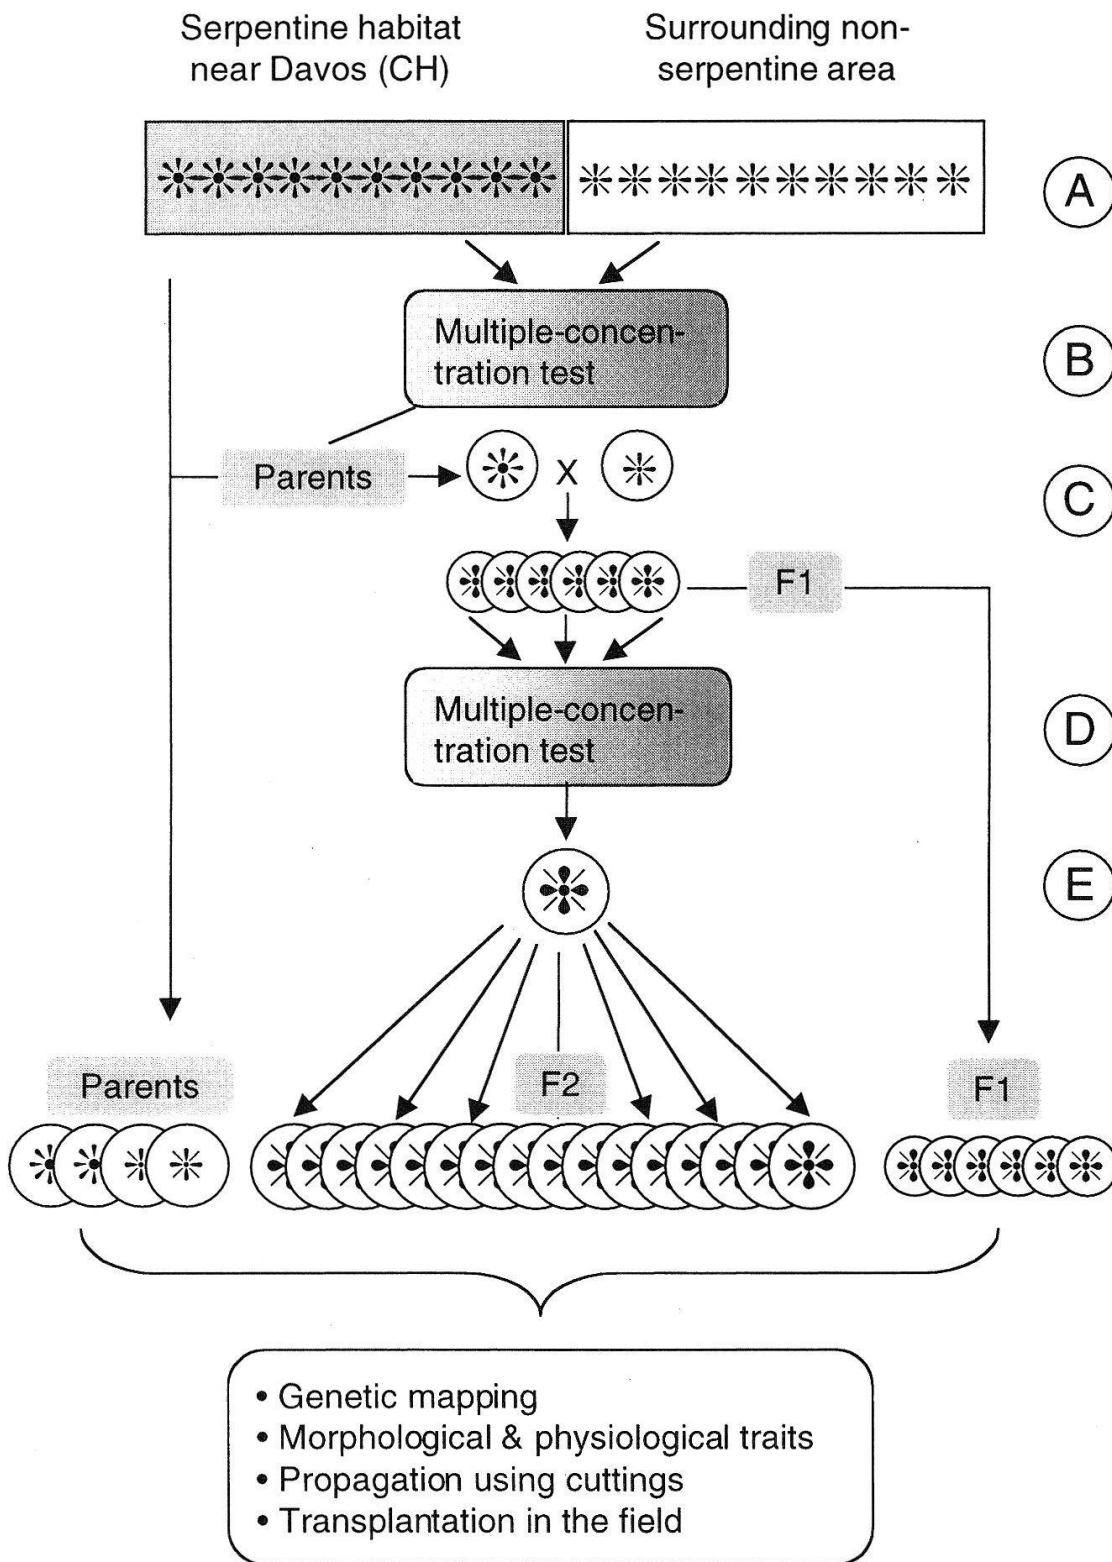 Serpentine habitat
near Davos (CH)
Surrounding non-
serpentine area
A
Multiple-concen-
tration test
B
Parents
X
C
F1
Multiple-concen-
tration test
D
E
Parents
F2
F1
• Genetic mapping
• Morphological & physiological traits
• Propagation using cuttings
• Transplantation in the field